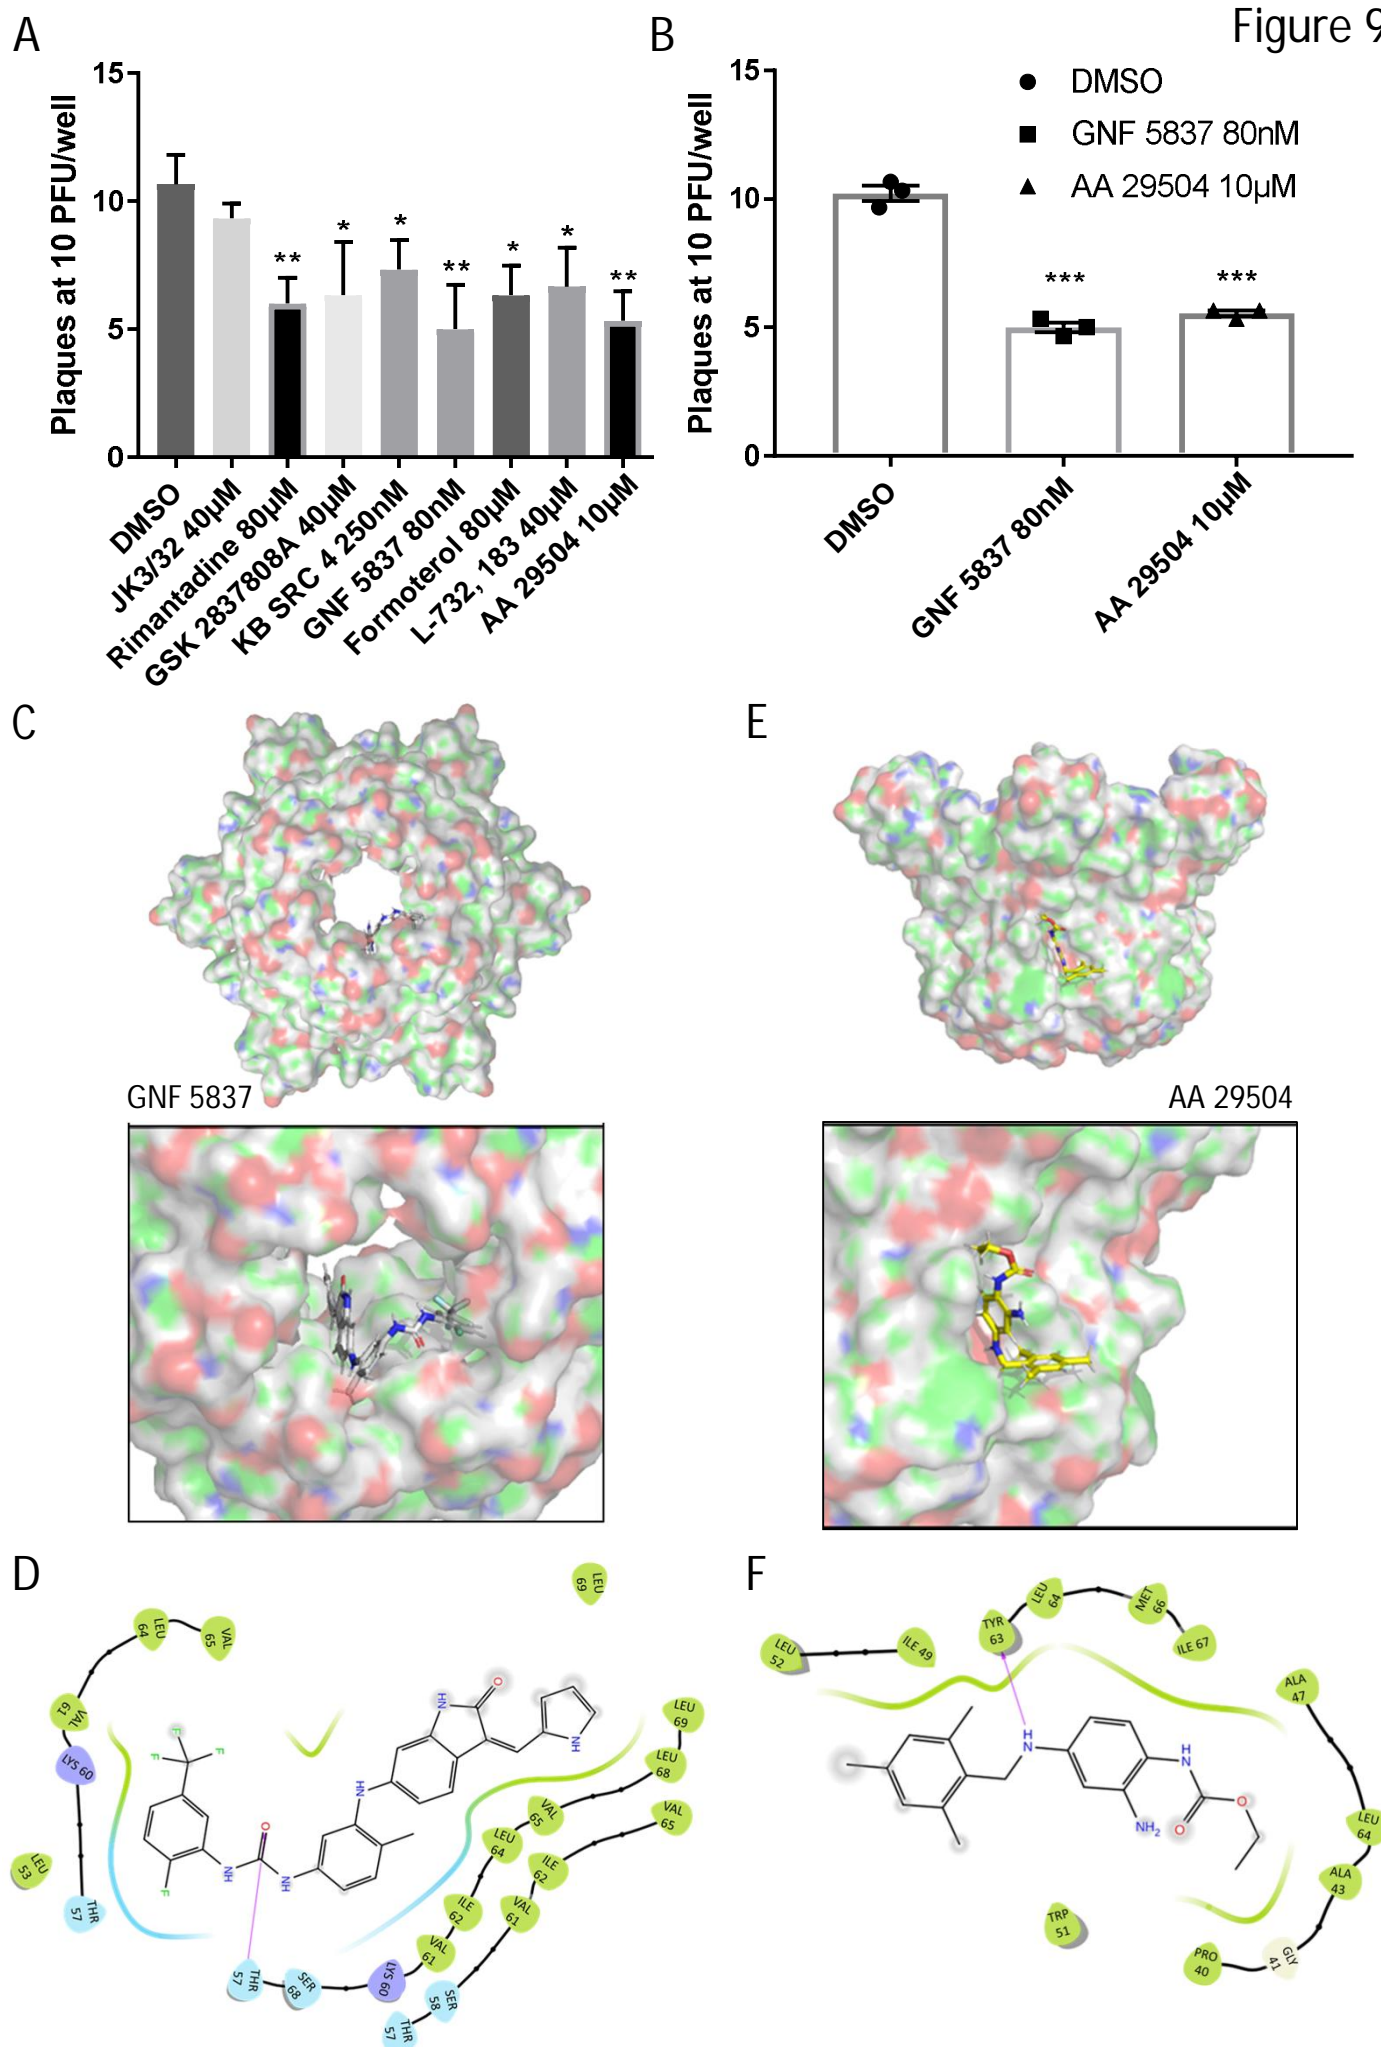 Figure 9
A
Plaques at 10 PFU/well
15
10
5
0
**
*
*
**
*
*
**
DMSO
JK3/32 40µM
Rimantadine 80µM
GSK 2837808A 40µM
KB SRC 4 250nM
GNF 5837 80nM
Formoterol 80µM
L-732, 183 40µM
AA 29504 10µM
B
Plaques at 10 PFU/well
15
10
5
0
DMSO
GNF 5837 80nM
AA 29504 10µM
***
***
DMSO
GNF 5837 80nM
AA 29504 10µM
C
GNF 5837
E
AA 29504
D
LEU 69
LEU 64
VAL 65
VAL 61
LYS 60
LEU 53
THR 57
F
F
F
F
O
NH
NH
NH
HN
O
NH
LEU 69
LEU 68
VAL 65
VAL 65
LEU 64
ILE 62
ILE 62
VAL 61
VAL 61
LYS 60
SER 68
THR 57
SER 58
THR 57
F
LEU 52
ILE 49
TYR 63
LEU 64
MET 66
ILE 67
ALA 47
LEU 64
ALA 43
GLY 41
PRO 40
TRP 51
H
N
H
N
NH₂
O
O